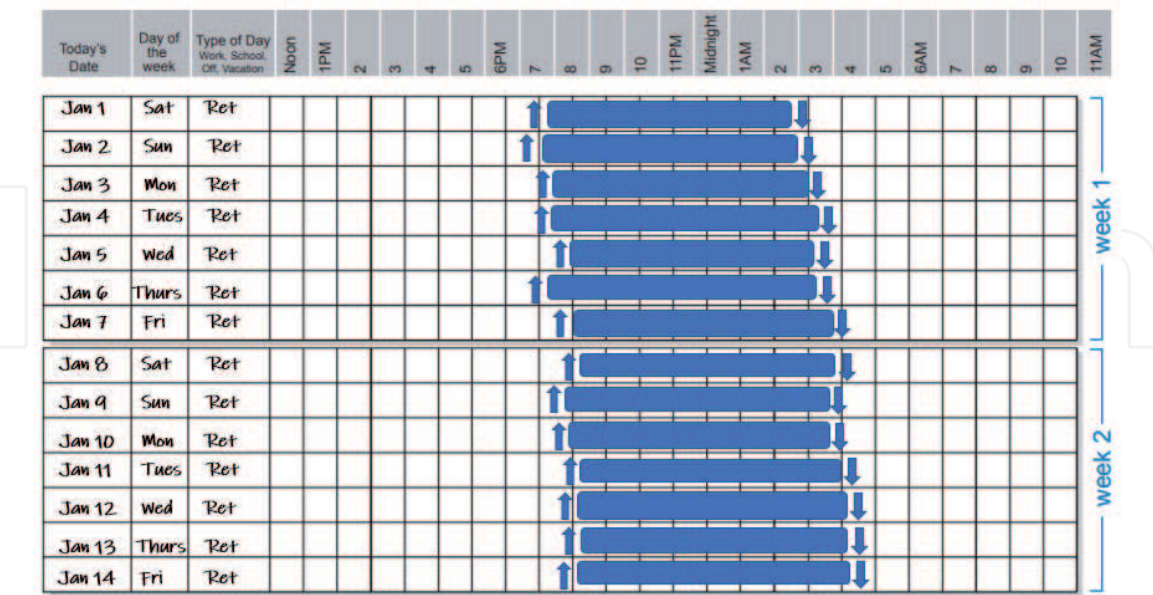 Today's Date Day of the week Type of Day Work, School, Off, Vacation Noon 1PM 2 3 4 5 6PM 7 8 9 10 11PM Midnight 1AM 2 3 4 5 6AM 7 8 9 10 11AM
Jan 1 Sat Ret
Jan 2 Sun Ret
Jan 3 Mon Ret
Jan 4 Tues Ret
Jan 5 Wed Ret
Jan 6 Thurs Ret
Jan 7 Fri Ret
week 1
Jan 8 Sat Ret
Jan 9 Sun Ret
Jan 10 Mon Ret
Jan 11 Tues Ret
Jan 12 Wed Ret
Jan 13 Thurs Ret
Jan 14 Fri Ret
week 2